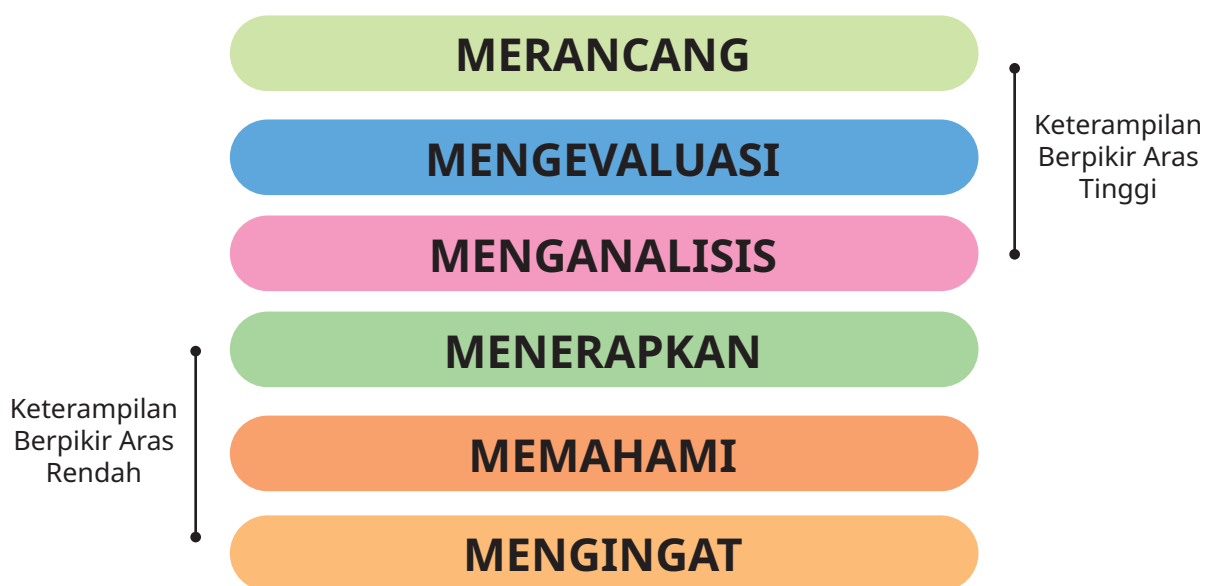 MERANCANG
MENGEVALUASI
MENGANALISIS
Keterampilan
Berpikir Aras
Tinggi
MENERAPKAN
MEMAHAMI
MENGINGAT
Keterampilan
Berpikir Aras
Rendah